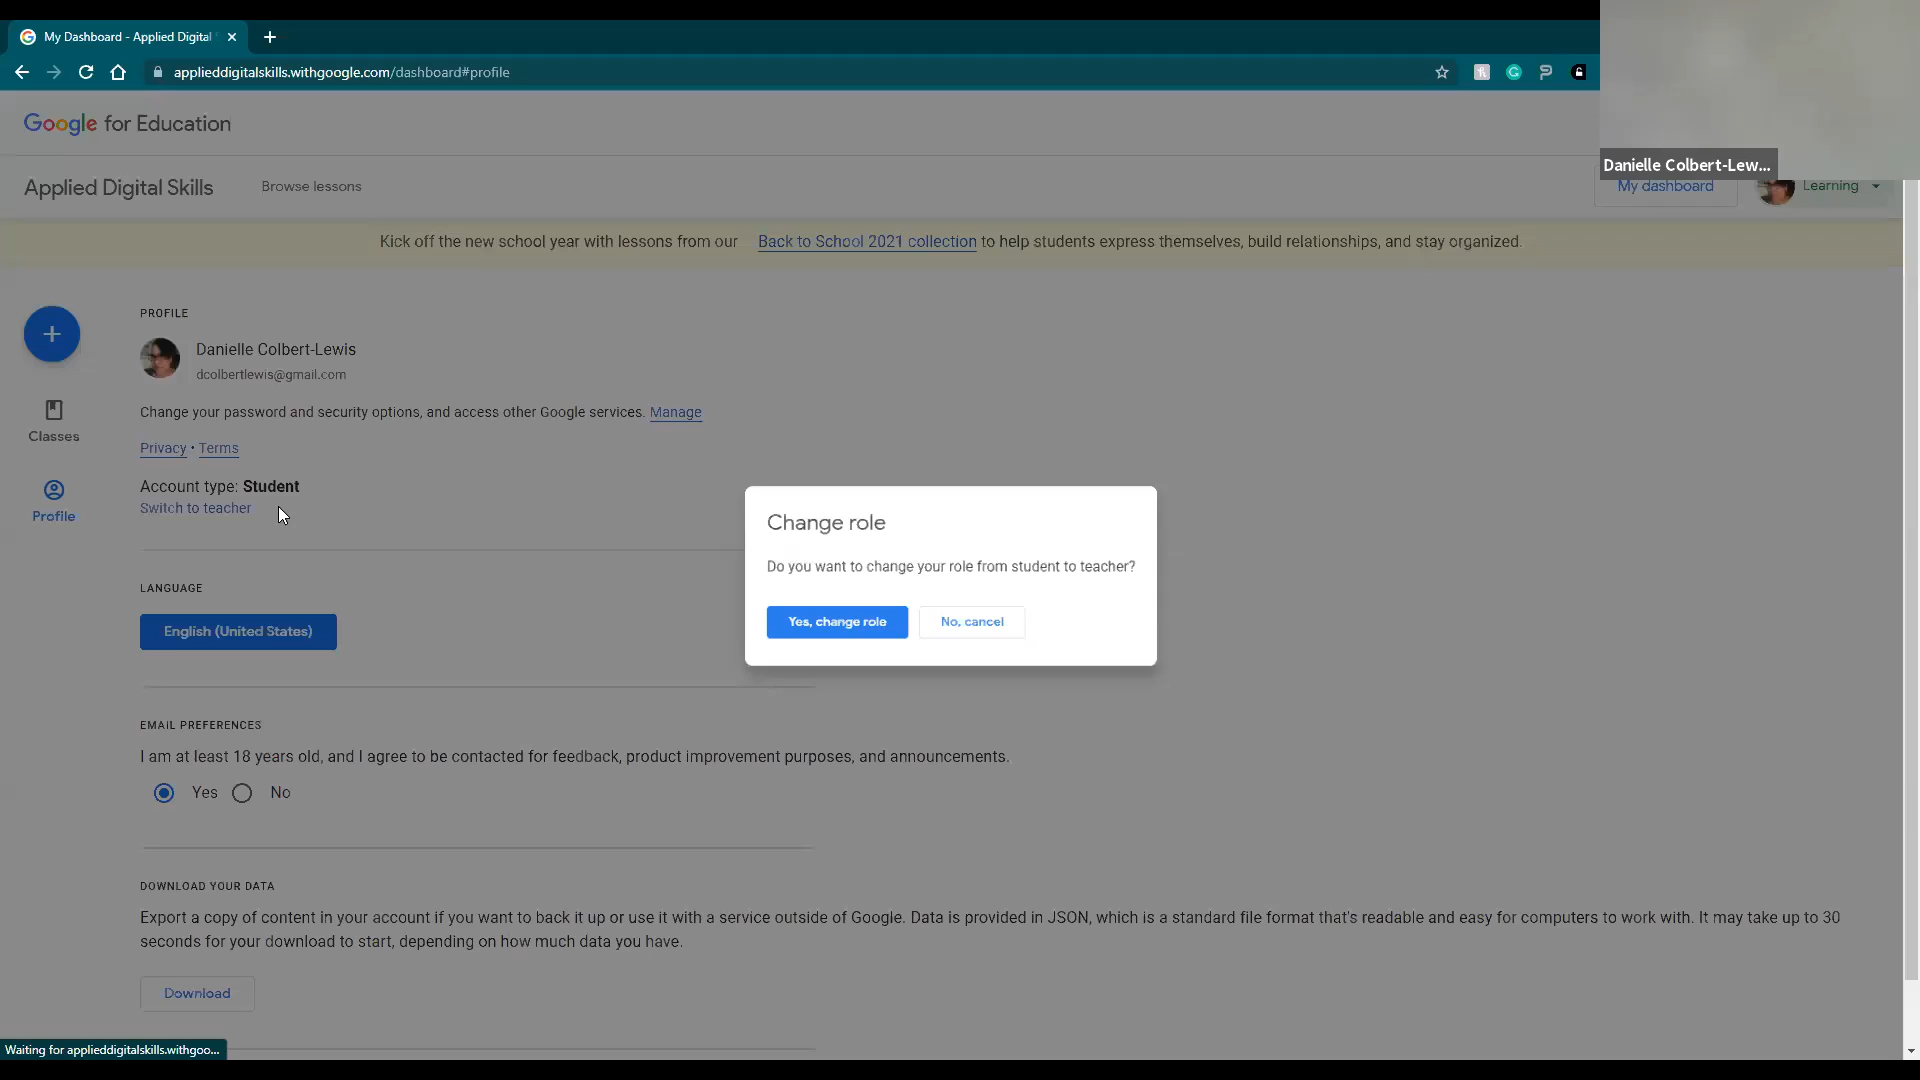 My Dashboard - Applied Digital
applieddigitalskills.withgoogle.com/dashboard#profile
Google for Education
Danielle Colbert-Lew...
Applied Digital Skills
Browse lessons
My dashboard
Learning
Kick off the new school year with lessons from our Back to School 2021 collection to help students express themselves, build relationships, and stay organized.
PROFILE
Danielle Colbert-Lewis
dcolbertlewis@gmail.com
Change your password and security options, and access other Google services. Manage
Classes
Privacy • Terms
Account type: Student
Switch to teacher
Profile
Change role
Do you want to change your role from student to teacher?
Yes, change role
No, cancel
LANGUAGE
English (United States)
EMAIL PREFERENCES
I am at least 18 years old, and I agree to be contacted for feedback, product improvement purposes, and announcements.
Yes
No
DOWNLOAD YOUR DATA
Export a copy of content in your account if you want to back it up or use it with a service outside of Google. Data is provided in JSON, which is a standard file format that's readable and easy for computers to work with. It may take up to 30
seconds for your download to start, depending on how much data you have.
Download
Waiting for applieddigitalskills.withgoo...